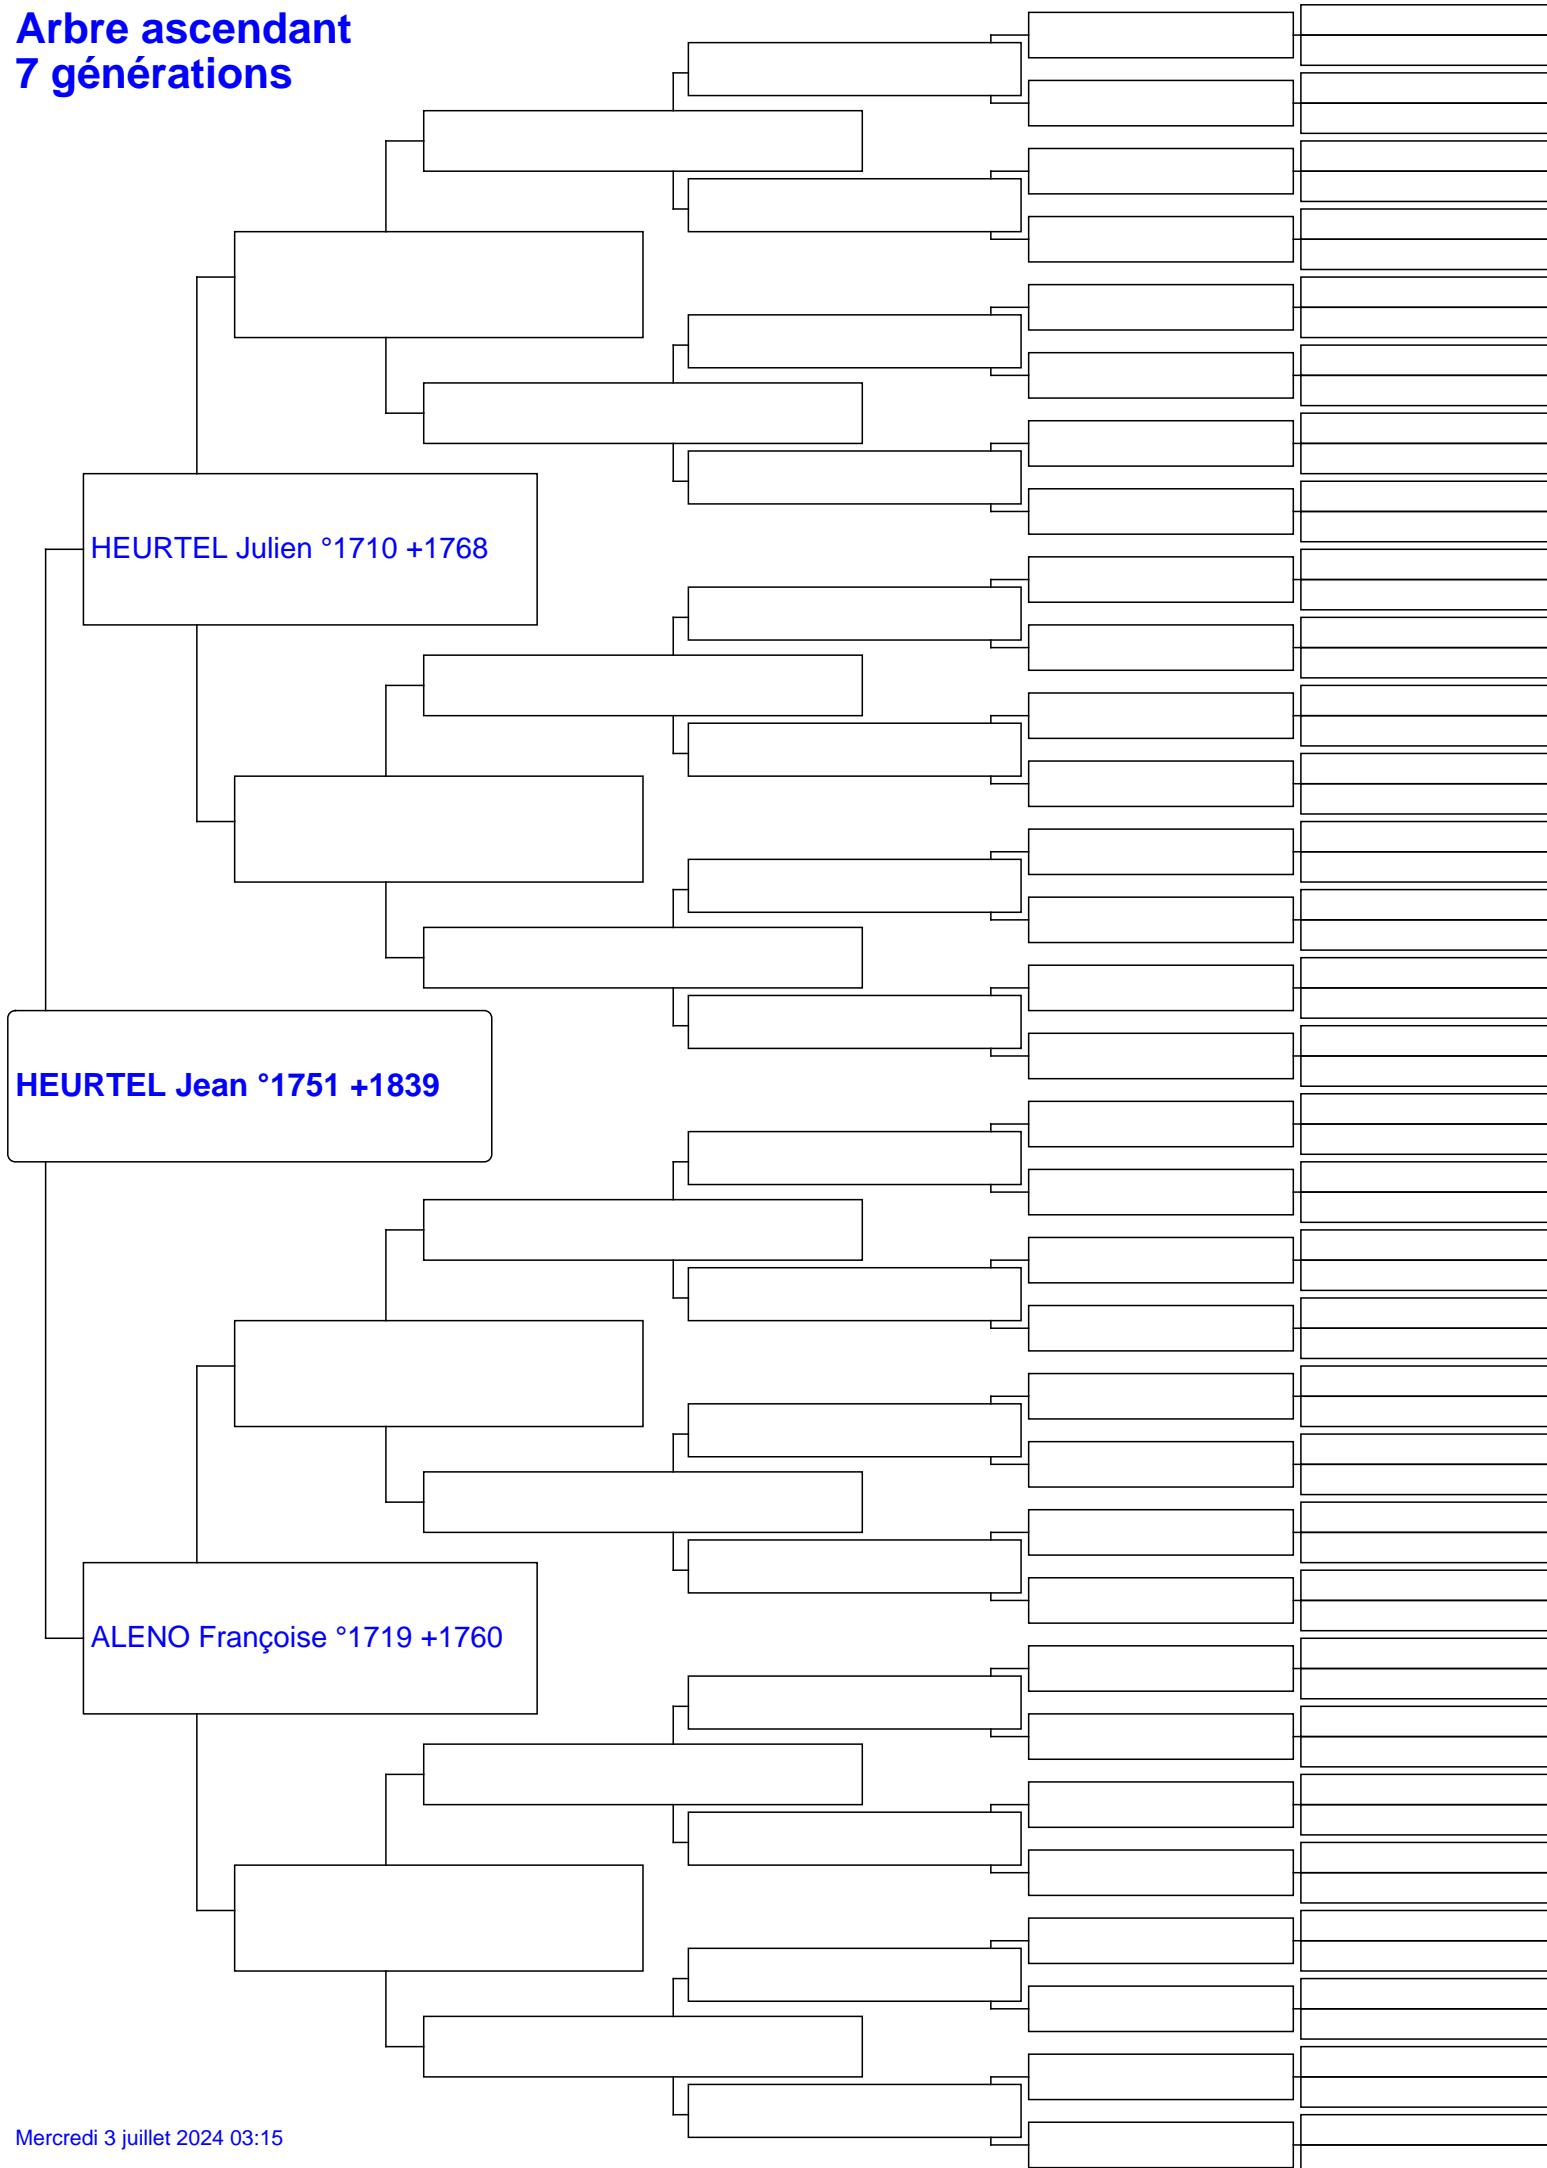 Arbre ascendant
7 générations
HEURTEL Julien °1710 +1768
HEURTEL Jean °1751 +1839
ALENO Françoise °1719 +1760
Mercredi 3 juillet 2024 03:15